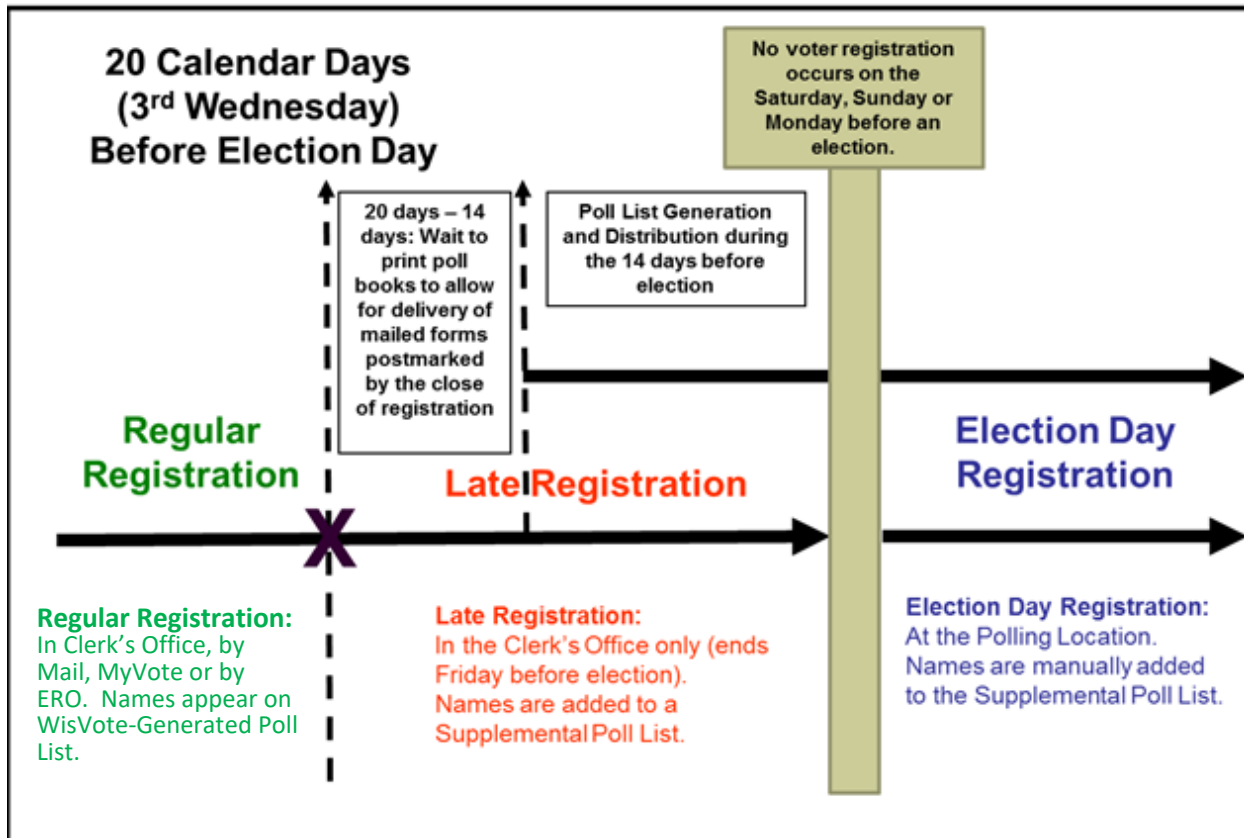 20 Calendar Days
(3rd Wednesday)
Before Election Day
No voter registration
occurs on the
Saturday, Sunday or
Monday before an
election.
20 days – 14
days: Wait to
print poll
books to allow
for delivery of
mailed forms
postmarked
by the close
of registration
Poll List Generation
and Distribution during
the 14 days before
election
Regular
Registration
Late Registration
Election Day
Registration
X
Regular Registration:
In Clerk's Office, by
Mail, MyVote or by
ERO. Names appear on
WisVote-Generated Poll
List.
Late Registration:
In the Clerk's Office only (ends
Friday before election).
Names are added to a
Supplemental Poll List.
Election Day Registration:
At the Polling Location.
Names are manually added
to the Supplemental Poll List.